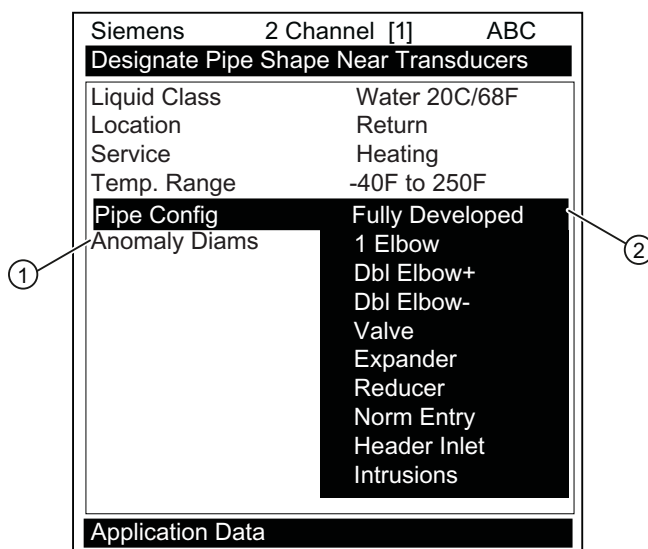 Siemens 2 Channel [1] ABC
Designate Pipe Shape Near Transducers
Liquid Class Water 20C/68F
Location Return
Service Heating
Temp. Range -40F to 250F
Pipe Config Fully Developed
Anomaly Diams 1 Elbow
Dbl Elbow+
Dbl Elbow-
Valve
Expander
Reducer
Norm Entry
Header Inlet
Intrusions
Application Data
1
2